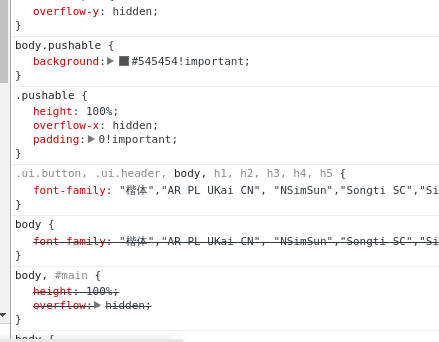 overflow-y: hidden;
}
body.pushable {
background:▶ #545454!important;
}
.pushable {
height: 100%;
overflow-x: hidden;
padding:▶ 0!important;
}
.ui.button, .ui.header, body, h1, h2, h3, h4, h5 {
font-family: "楷体","AR PL UKai CN", "NSimSun","Songti SC","Si
}
body {
font-family: "楷体","AR PL UKai CN", "NSimSun","Songti SC","Si
}
body, #main {
height: 100%;
overflow:▶ hidden;
}
body {